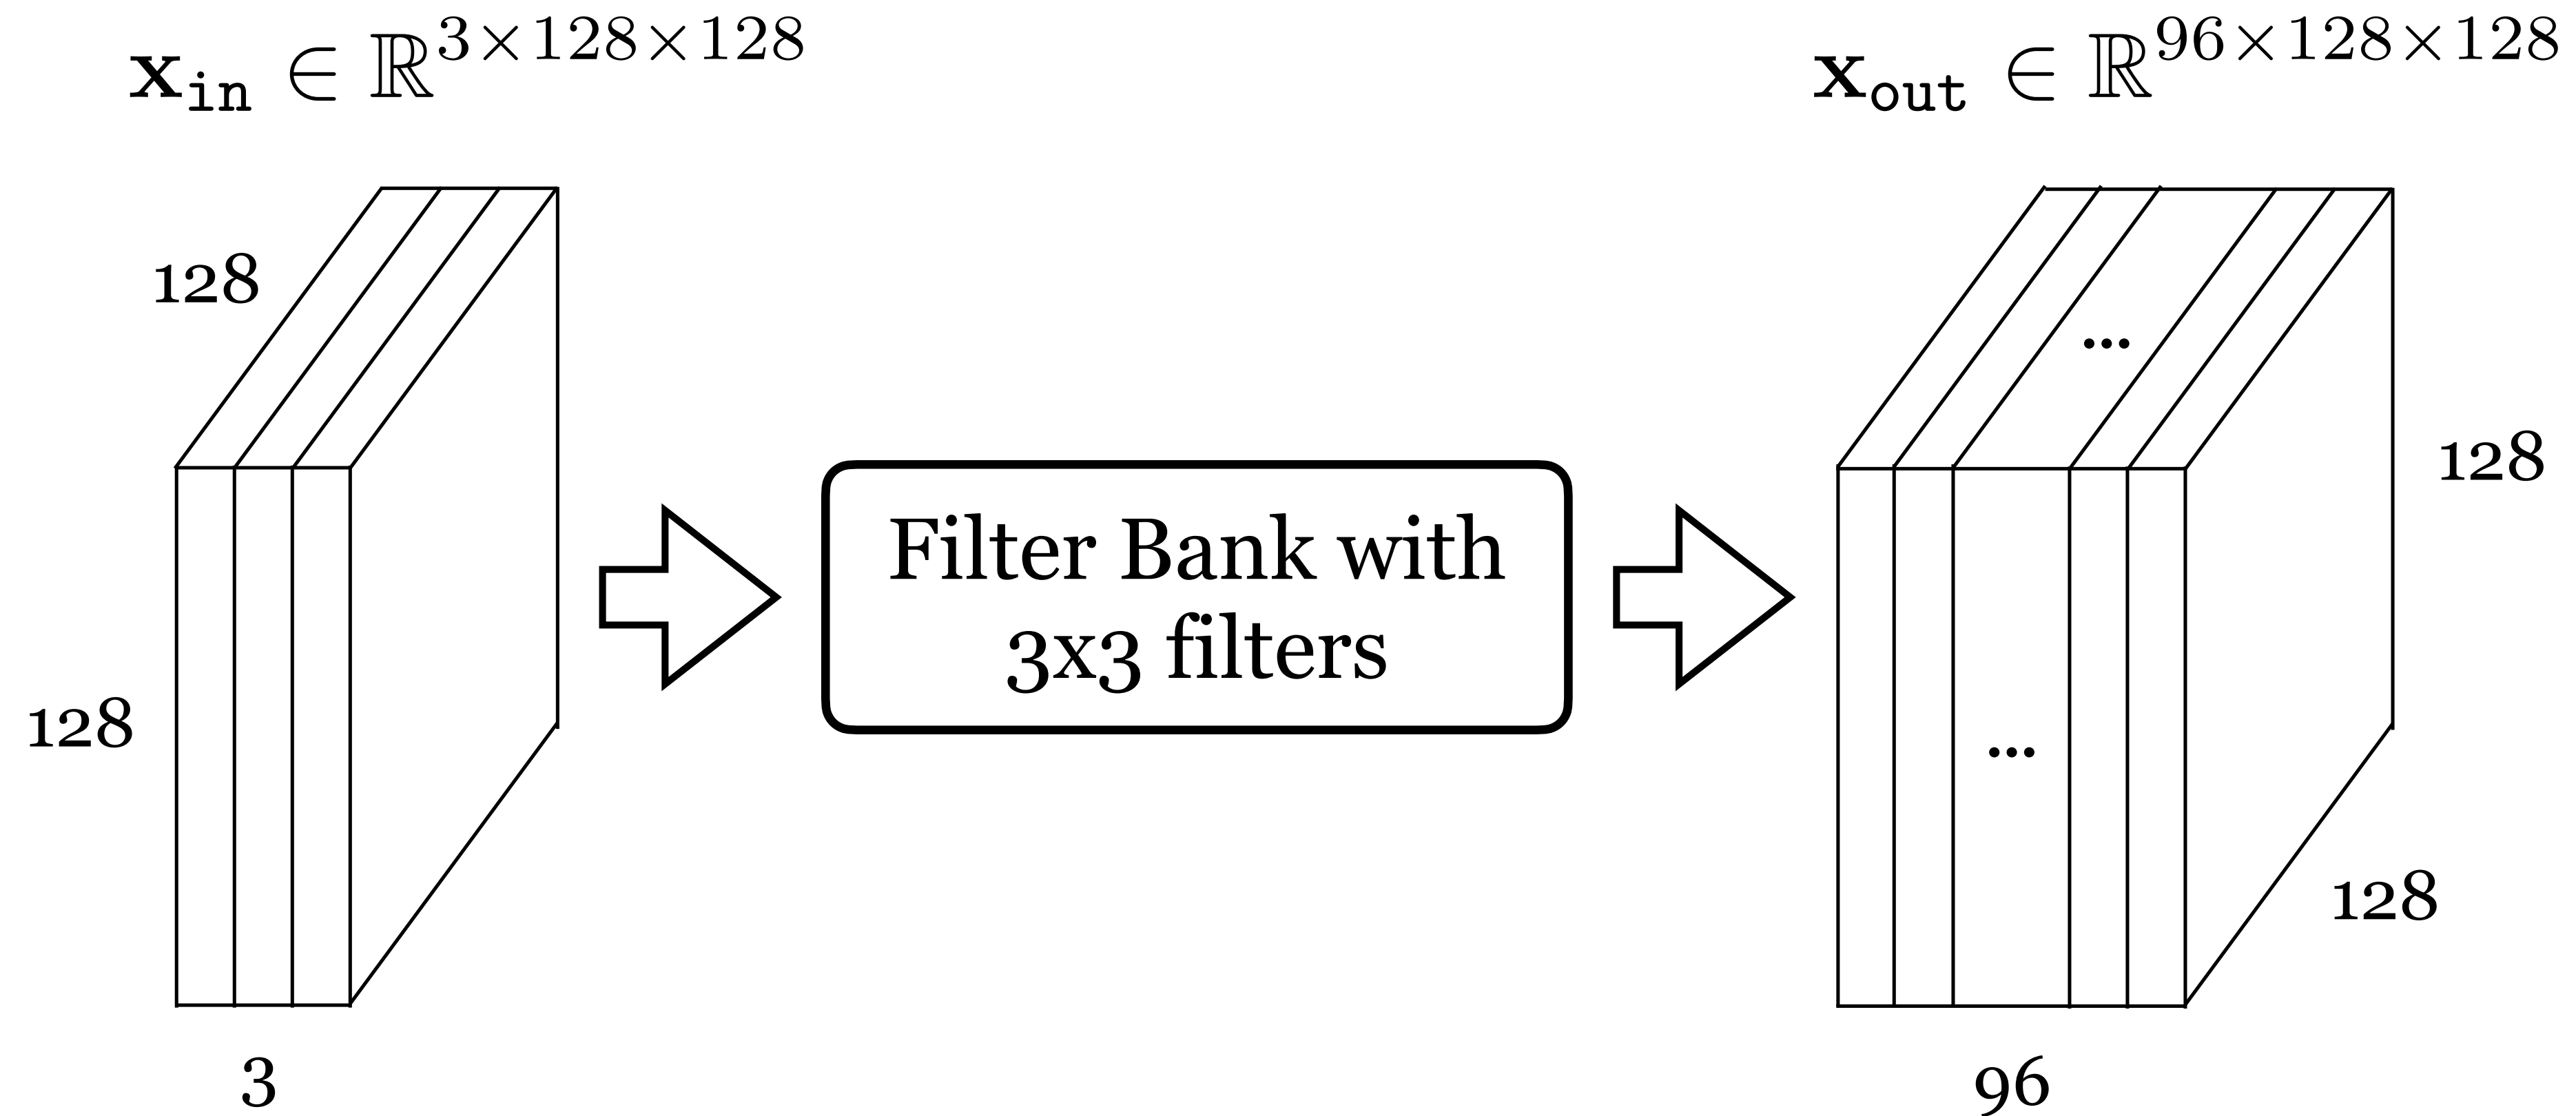 x_in ∈ ℝ^{3×128×128}
x_out ∈ ℝ^{96×128×128}
128
128
3
Filter Bank with
3x3 filters
...
...
128
128
96